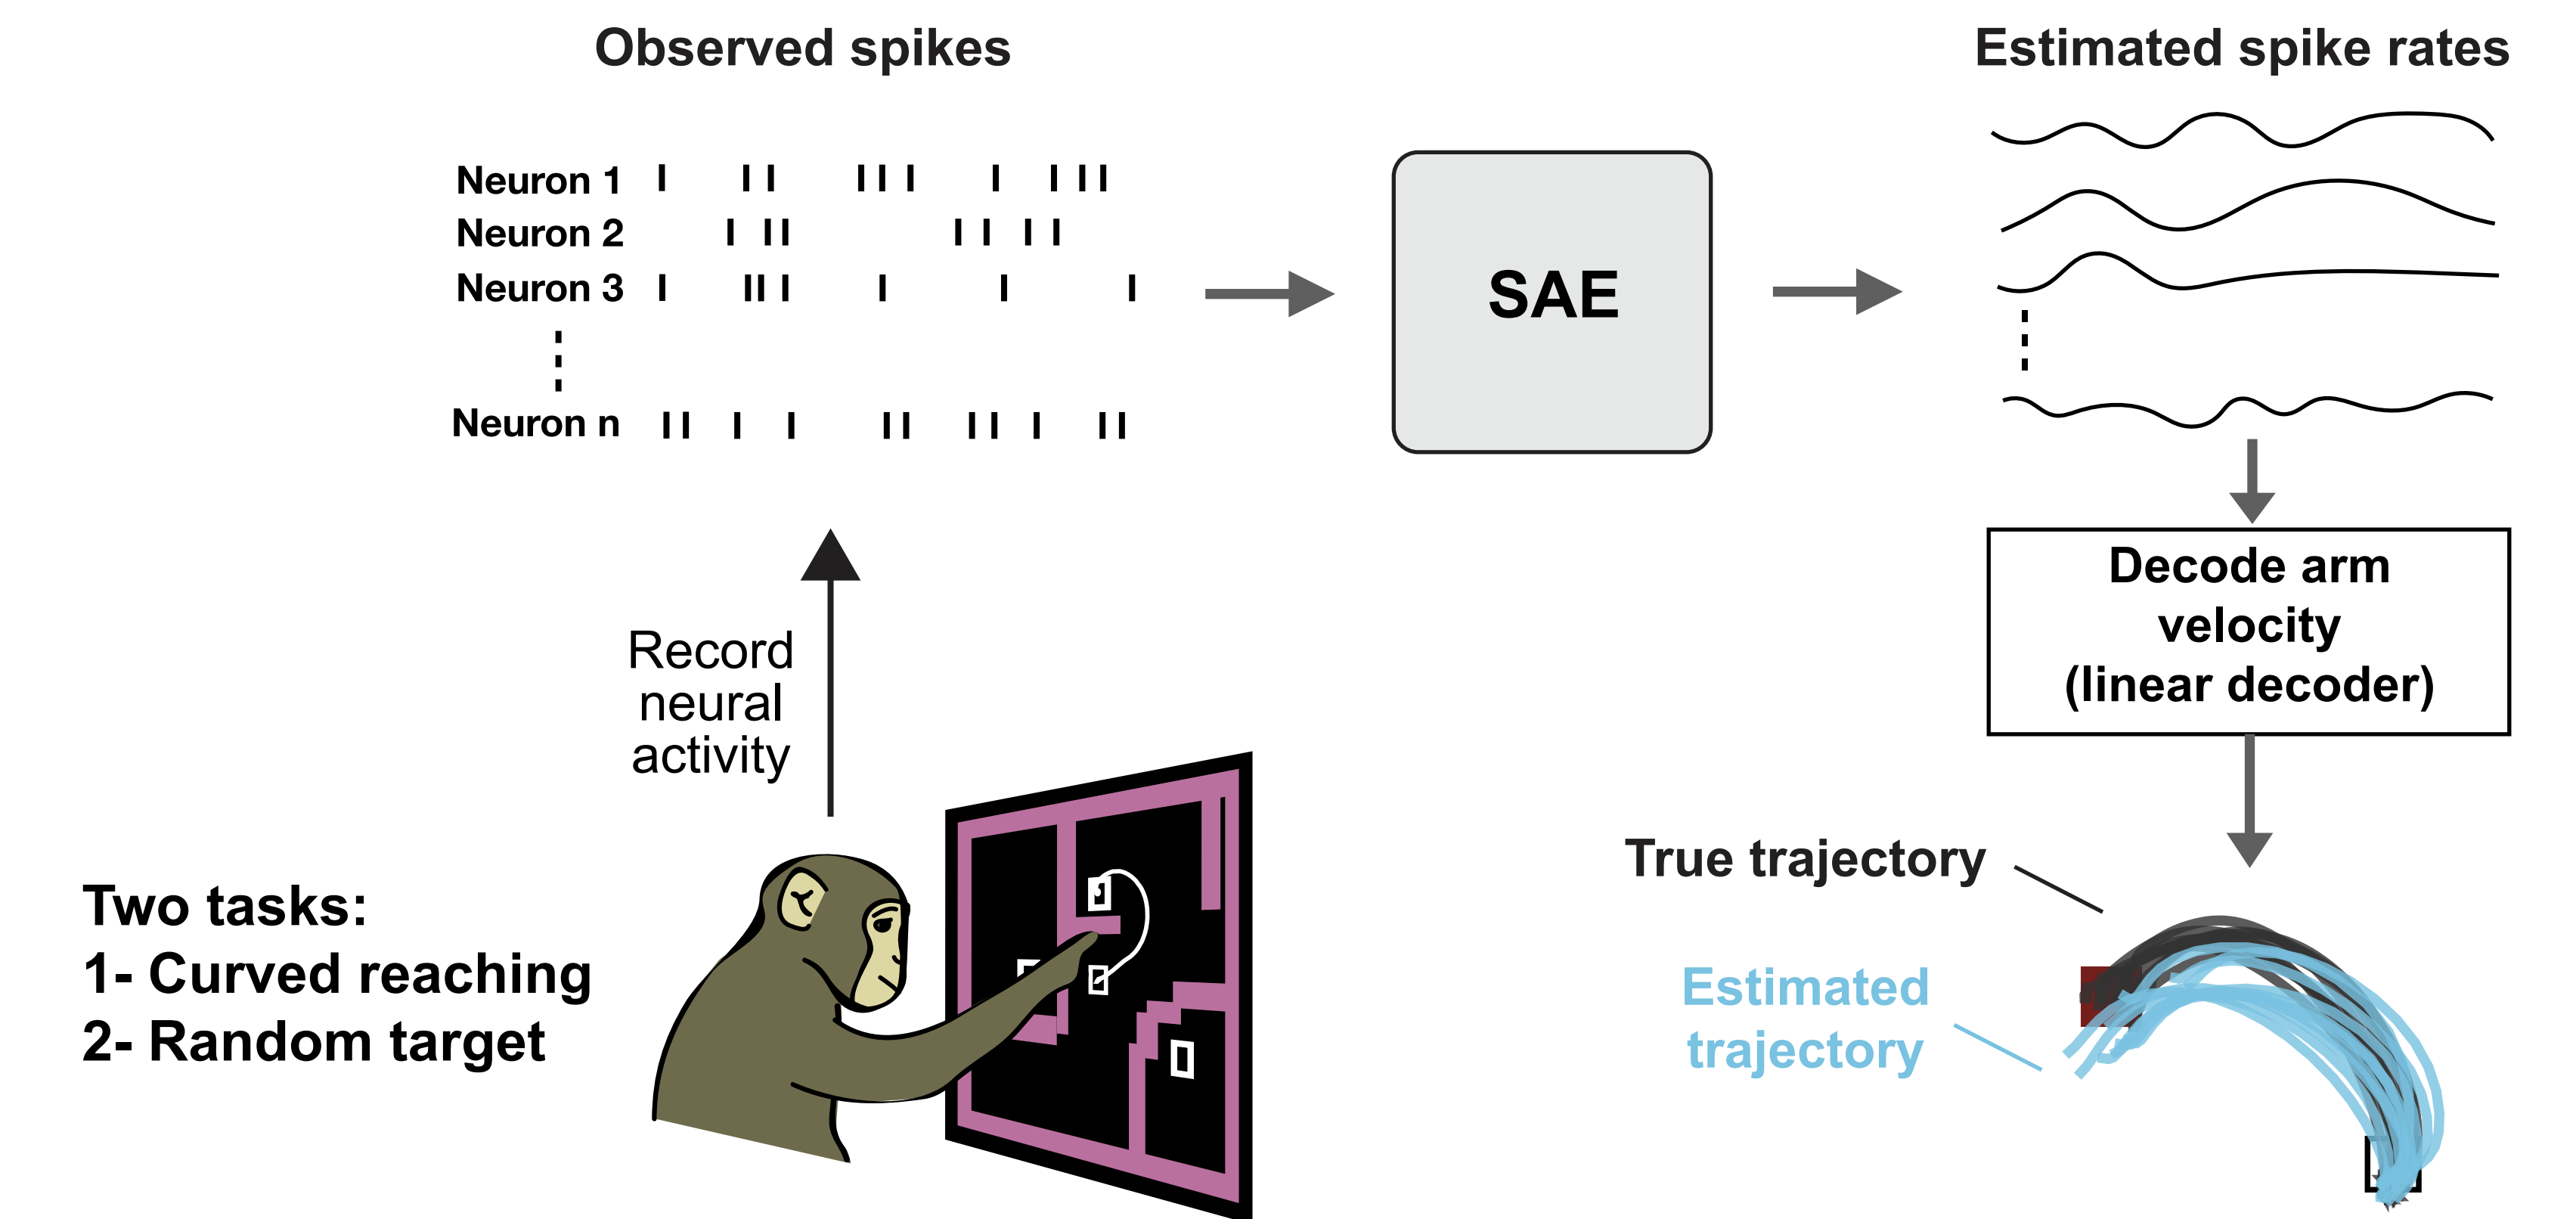 Observed spikes
Estimated spike rates
Neuron 1
Neuron 2
Neuron 3
Neuron n
SAE
Decode arm
velocity
(linear decoder)
Record
neural
activity
Two tasks:
1- Curved reaching
2- Random target
True trajectory
Estimated
trajectory